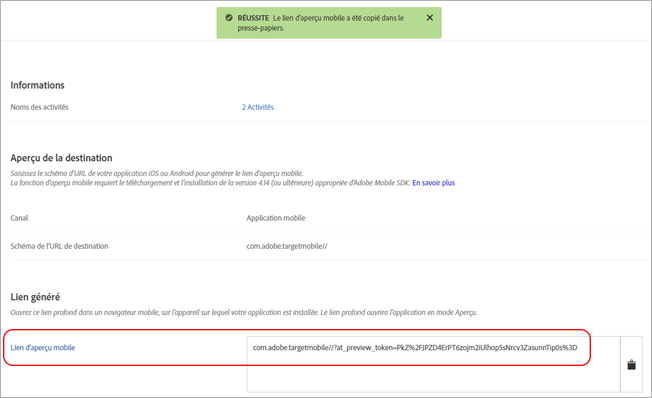 RÉUSSITE Le lien d'aperçu mobile a été copié dans le
presse-papiers.
Informations
Noms des activités 2 Activités
Aperçu de la destination
Saisissez le schéma d'URL de votre application iOS ou Android pour générer le lien d'aperçu mobile.
La fonction d'aperçu mobile requiert le téléchargement et l'installation de la version 4.14 (ou ultérieure) appropriée d'Adobe Mobile SDK. En savoir plus
Canal Application mobile
Schéma de l'URL de destination com.adobe.targetmobile//
Lien généré
Ouvrez ce lien profond dans un navigateur mobile, sur l'appareil sur lequel votre application est installée. Le lien profond ouvrira l'application en mode Aperçu.
Lien d'aperçu mobile com.adobe.targetmobile//?at_preview_token=PkZ%2FJPZD4ErPT6zojm2iUlhopSsNrcv3ZasunnTip0s%3D